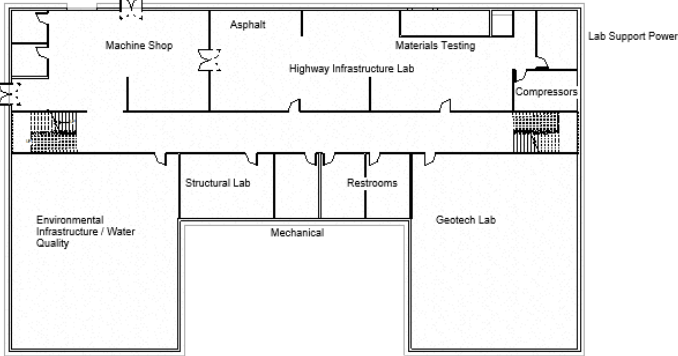 Asphalt
Lab Support Power
Machine Shop
Materials Testing
Highway Infrastructure Lab
Compressors
Structural Lab
Restrooms
Environmental
Infrastructure / Water
Quality
Geotech Lab
Mechanical